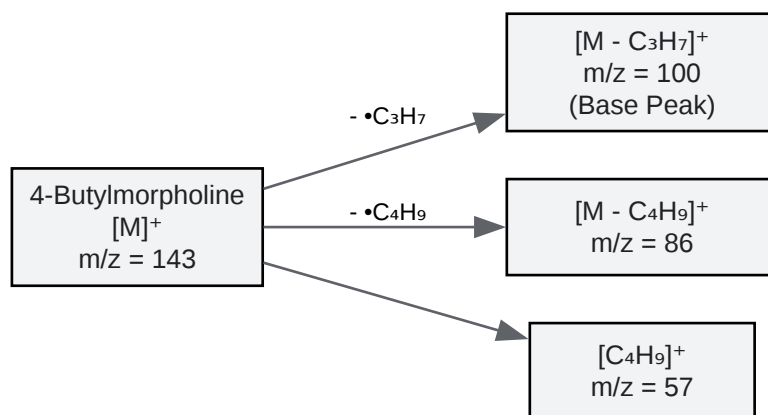 4-Butylmorpholine
[M]⁺
m/z = 143
- •C₃H₇
[M - C₃H₇]⁺
m/z = 100
(Base Peak)
- •C₄H₉
[M - C₄H₉]⁺
m/z = 86
[C₄H₉]⁺
m/z = 57